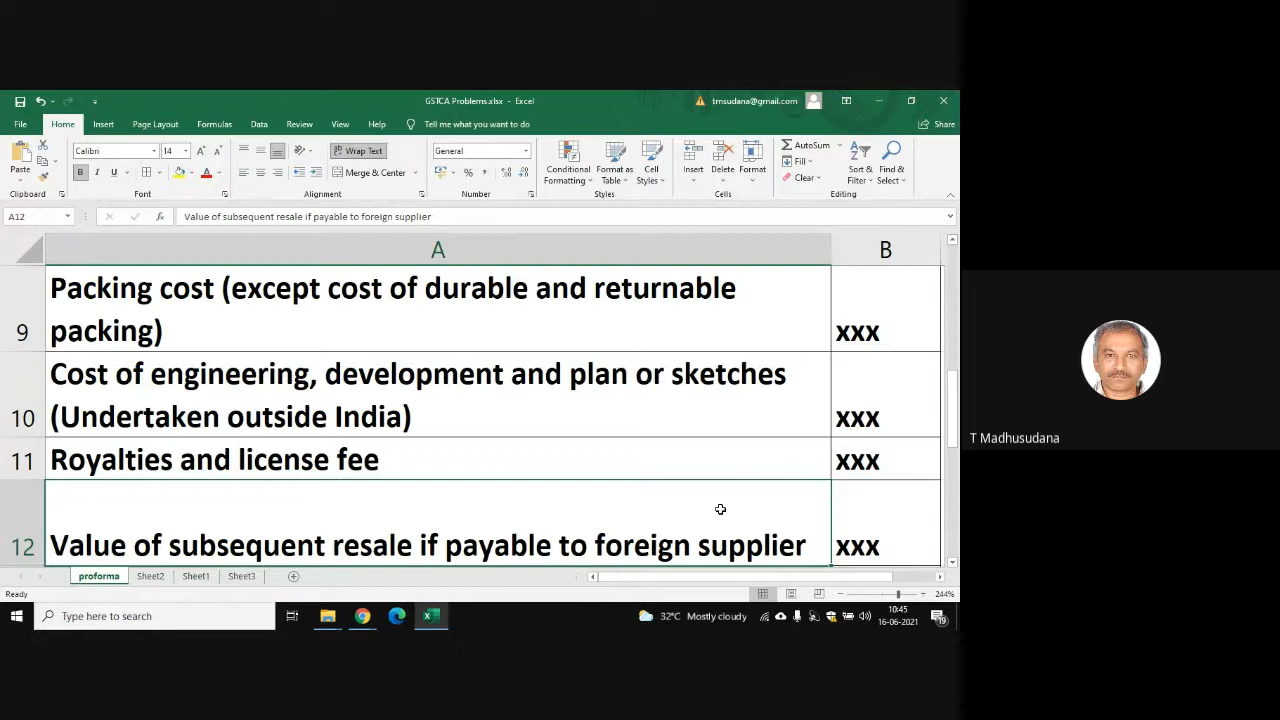 GSTCA Problems.xlsx - Excel
tmsudana@gmail.com
File Home Insert Page Layout Formulas Data Review View Help Tell me what you want to do
Share
Paste
Clipboard
Calibri 14
B I U
Font
Wrap Text
Merge & Center
Alignment
General
Number
Conditional Formatting
Format as Table
Cell Styles
Styles
Insert Delete Format
Cells
AutoSum
Fill
Clear
Sort & Filter
Find & Select
Editing
A12 fx Value of subsequent resale if payable to foreign supplier
A B
9 Packing cost (except cost of durable and returnable
packing) xxx
10 Cost of engineering, development and plan or sketches
(Undertaken outside India) xxx
11 Royalties and license fee xxx
12 Value of subsequent resale if payable to foreign supplier xxx
proforma Sheet2 Sheet1 Sheet3
Ready
244%
Type here to search
32°C Mostly cloudy
10:45
16-06-2021
19
T Madhusudana